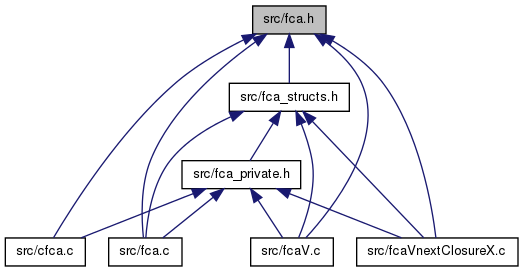 src/fca.h
src/fca_structs.h
src/fca_private.h
src/cfca.c
src/fca.c
src/fcaV.c
src/fcaVnextClosureX.c